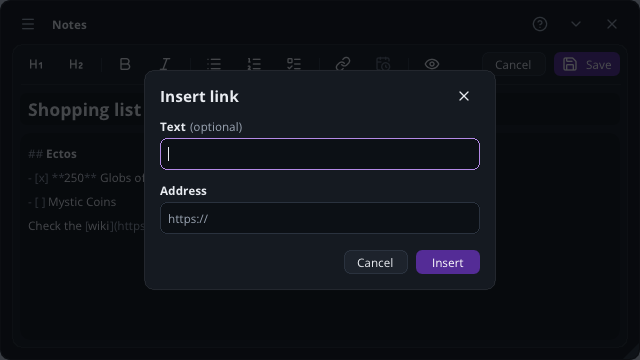 Notes
H1 H2 B I Cancel Save
Shopping list
## Ectos
- [x] **250** Globs of
- [ ] Mystic Coins
Check the [wiki](https
Insert link
Text (optional)
Address
https://
Cancel Insert